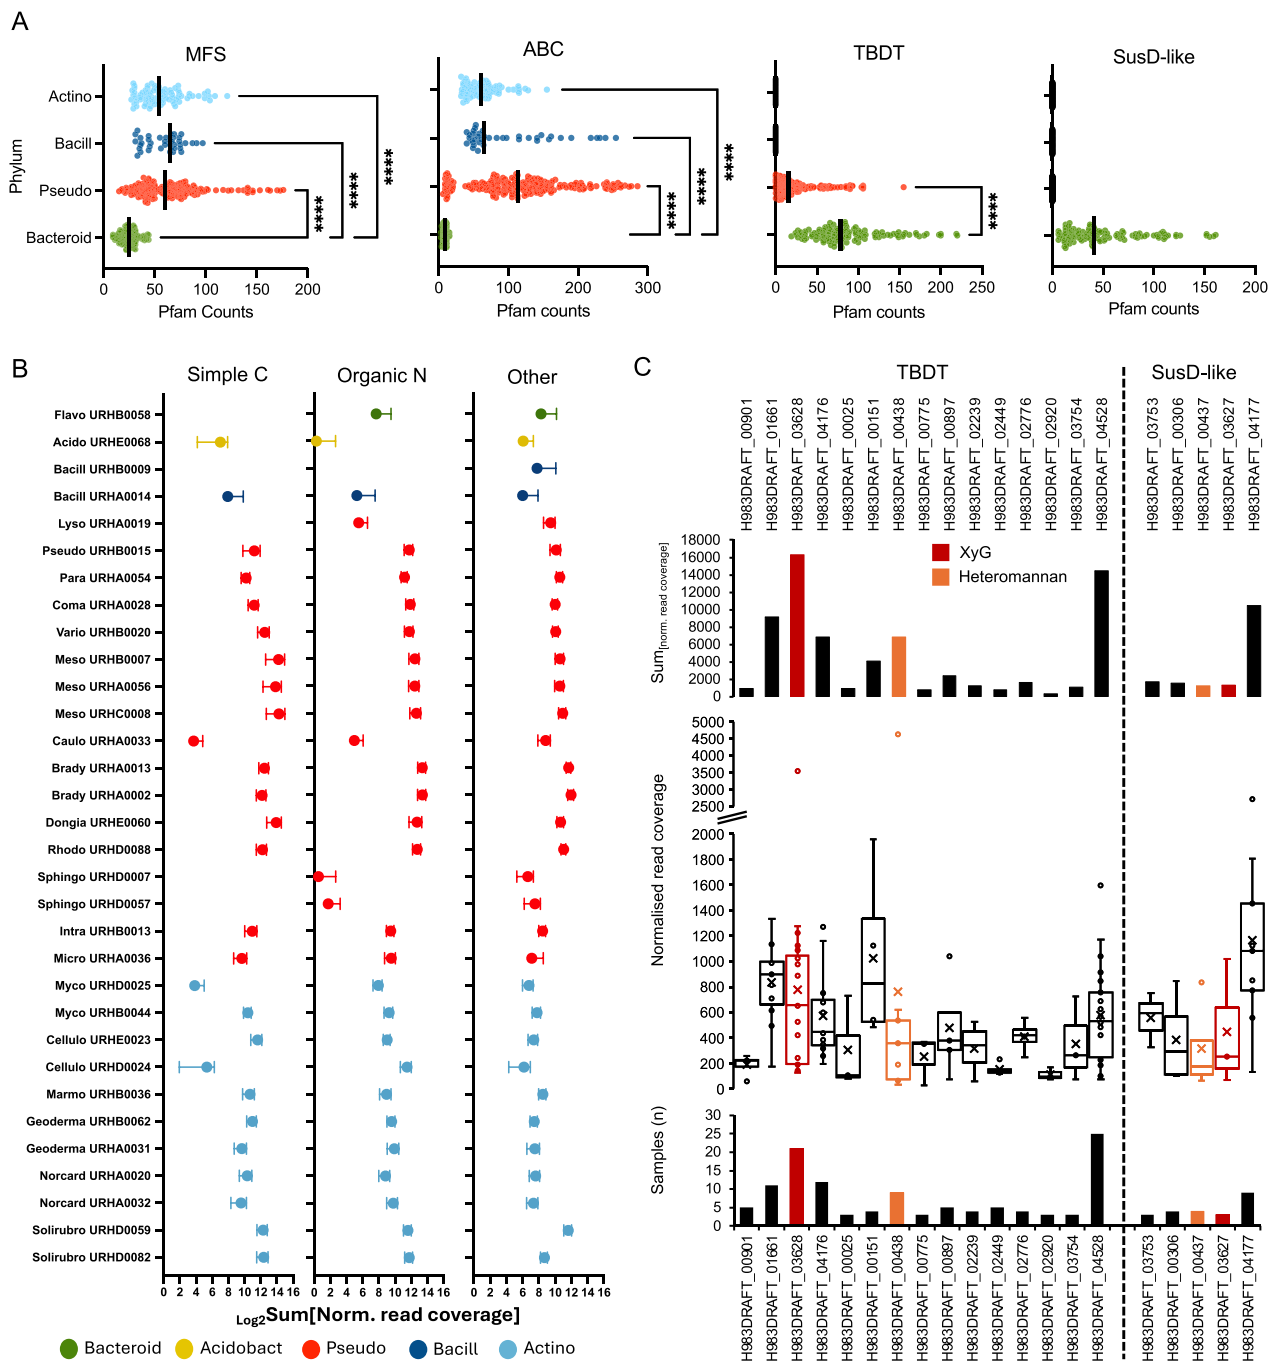 A
MFS
ABC
TBDT
SusD-like
Phylum
Actino
Bacill
Pseudo
Bacteroid
****
****
****
****
****
****
****
0 50 100 150 200
0 100 200 300
0 50 100 150 200 250
0 50 100 150 200
Pfam Counts
Pfam counts
Pfam counts
Pfam counts
B
Simple C
Organic N
Other
Flavo URHB0058
Acido URHE0068
Bacill URHB0009
Bacill URHA0014
Lyso URHA0019
Pseudo URHB0015
Para URHA0054
Coma URHA0028
Vario URHB0020
Meso URHB0007
Meso URHA0056
Meso URHC0008
Caulo URHA0033
Brady URHA0013
Brady URHA0002
Dongia URHE0060
Rhodo URHD0088
Sphingo URHD0007
Sphingo URHD0057
Intra URHB0013
Micro URHA0036
Myco URHD0025
Myco URHB0044
Cellulo URHE0023
Cellulo URHD0024
Marmo URHB0036
Geoderma URHB0062
Geoderma URHA0031
Norcard URHA0020
Norcard URHA0032
Solirubro URHD0059
Solirubro URHD0082
0 2 4 6 8 10 12 14 16
0 2 4 6 8 10 12 14 16
0 2 4 6 8 10 12 14 16
Log2Sum[Norm. read coverage]
Bacteroid
Acidobact
Pseudo
Bacill
Actino
C
TBDT
SusD-like
H983DRAFT_00901
H983DRAFT_01661
H983DRAFT_03628
H983DRAFT_04176
H983DRAFT_00025
H983DRAFT_00151
H983DRAFT_00438
H983DRAFT_00775
H983DRAFT_00897
H983DRAFT_02239
H983DRAFT_02449
H983DRAFT_02776
H983DRAFT_02920
H983DRAFT_03754
H983DRAFT_04528
H983DRAFT_03753
H983DRAFT_00306
H983DRAFT_00437
H983DRAFT_03627
H983DRAFT_04177
XyG
Heteromannan
Sum[norm. read coverage]
18000
16000
14000
12000
10000
8000
6000
4000
2000
0
Normalised read coverage
5000
4500
4000
3500
3000
2500
2000
1800
1600
1400
1200
1000
800
600
400
200
0
Samples (n)
30
25
20
15
10
5
0
H983DRAFT_00901
H983DRAFT_01661
H983DRAFT_03628
H983DRAFT_04176
H983DRAFT_00025
H983DRAFT_00151
H983DRAFT_00438
H983DRAFT_00775
H983DRAFT_00897
H983DRAFT_02239
H983DRAFT_02449
H983DRAFT_02776
H983DRAFT_02920
H983DRAFT_03754
H983DRAFT_04528
H983DRAFT_03753
H983DRAFT_00306
H983DRAFT_00437
H983DRAFT_03627
H983DRAFT_04177